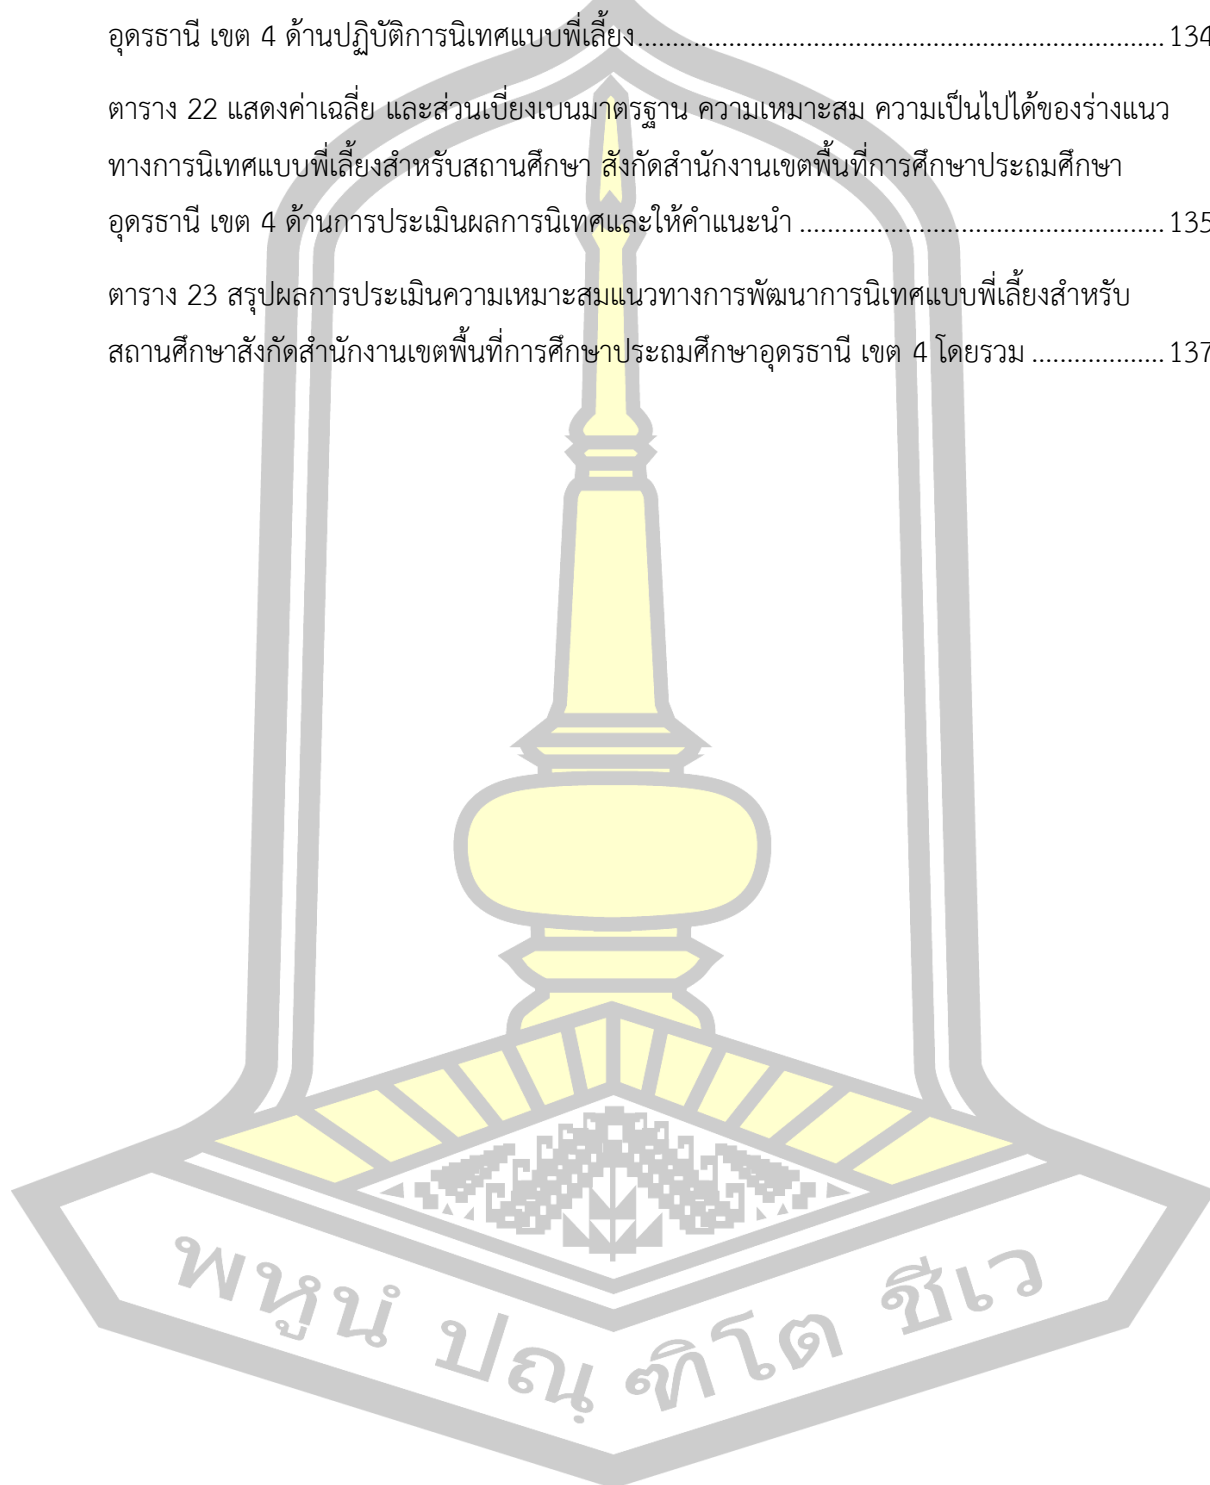 อุดรธานี เขต 4 ด้านปฏิบัติการนิเทศแบบพี่เลี้ยง........................................................................... 134
ตาราง 22 แสดงค่าเฉลี่ย และส่วนเบี่ยงเบนมาตรฐาน ความเหมาะสม ความเป็นไปได้ของร่างแนว
ทางการนิเทศแบบพี่เลี้ยงสำหรับสถานศึกษา สังกัดสำนักงานเขตพื้นที่การศึกษาประถมศึกษา
อุดรธานี เขต 4 ด้านการประเมินผลการนิเทศและให้คำแนะนำ .................................................... 135
ตาราง 23 สรุปผลการประเมินความเหมาะสมแนวทางการพัฒนาการนิเทศแบบพี่เลี้ยงสำหรับ
สถานศึกษาสังกัดสำนักงานเขตพื้นที่การศึกษาประถมศึกษาอุดรธานี เขต 4 โดยรวม ................... 137
พหูนํ ปณฺฑิโต ชีเว